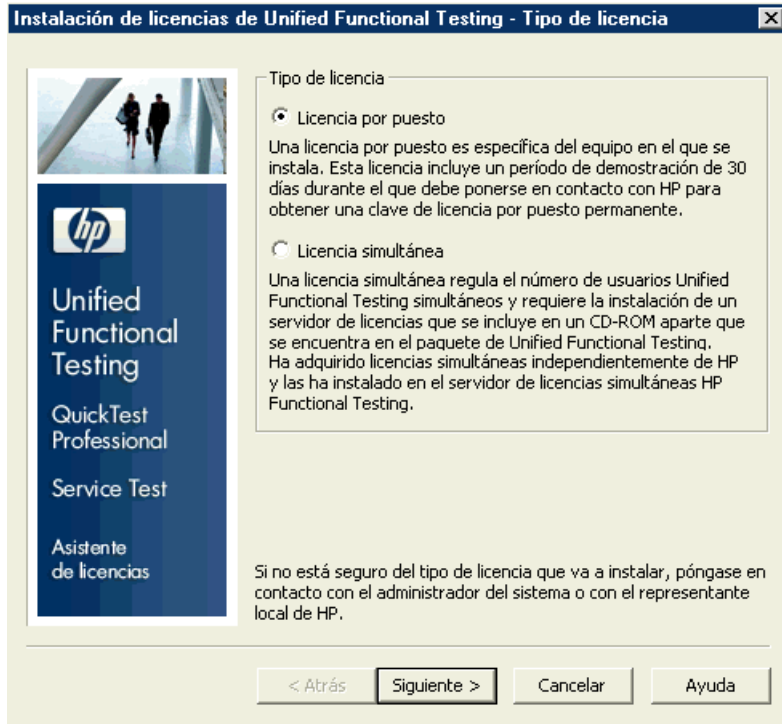 Instalación de licencias de Unified Functional Testing - Tipo de licencia
hp
Unified
Functional
Testing
QuickTest
Professional
Service Test
Asistente
de licencias
Tipo de licencia
Licencia por puesto
Una licencia por puesto es específica del equipo en el que se
instala. Esta licencia incluye un período de demostración de 30
días durante el que debe ponerse en contacto con HP para
obtener una clave de licencia por puesto permanente.
Licencia simultánea
Una licencia simultánea regula el número de usuarios Unified
Functional Testing simultáneos y requiere la instalación de un
servidor de licencias que se incluye en un CD-ROM aparte que
se encuentra en el paquete de Unified Functional Testing.
Ha adquirido licencias simultáneas independientemente de HP
y las ha instalado en el servidor de licencias simultáneas HP
Functional Testing.
Si no está seguro del tipo de licencia que va a instalar, póngase en
contacto con el administrador del sistema o con el representante
local de HP.
< Atrás
Siguiente >
Cancelar
Ayuda